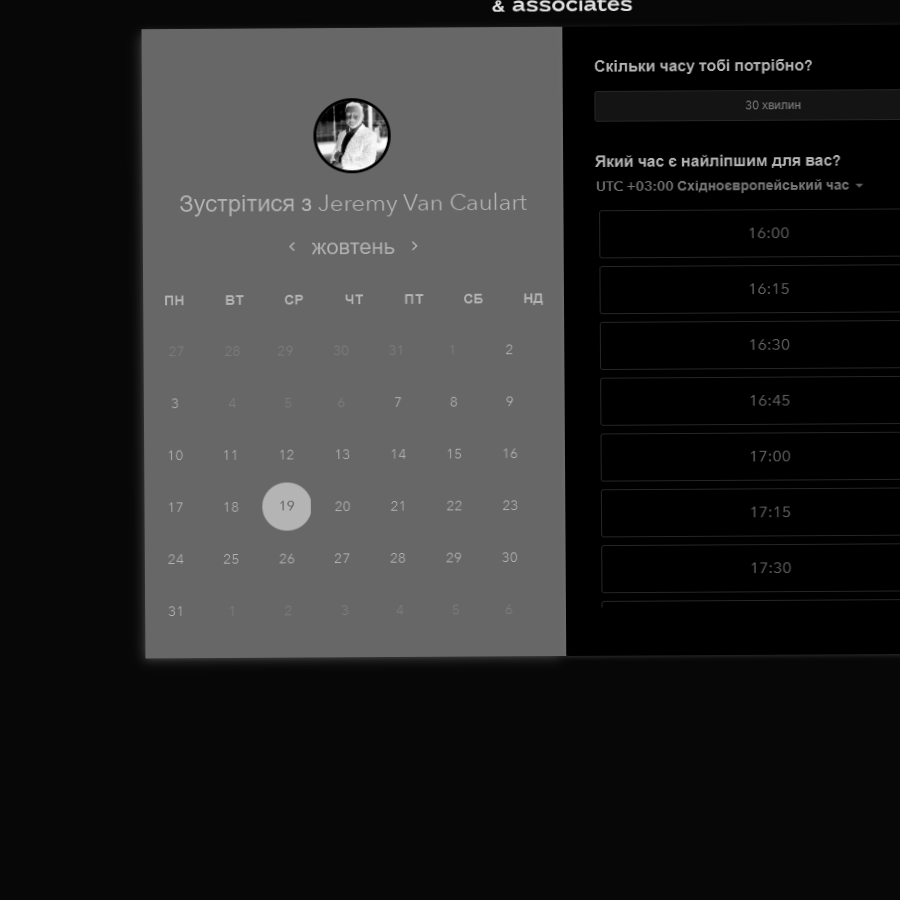 & associates
Зустрітися з Jeremy Van Caulart
жовтень
ПН ВТ СР ЧТ ПТ СБ НД
27 28 29 30 31 1 2
3 4 5 6 7 8 9
10 11 12 13 14 15 16
17 18 19 20 21 22 23
24 25 26 27 28 29 30
31 1 2 3 4 5 6
Скільки часу тобі потрібно?
30 хвилин
Який час є найліпшим для вас?
UTC +03:00 Східноєвропейський час
16:00
16:15
16:30
16:45
17:00
17:15
17:30